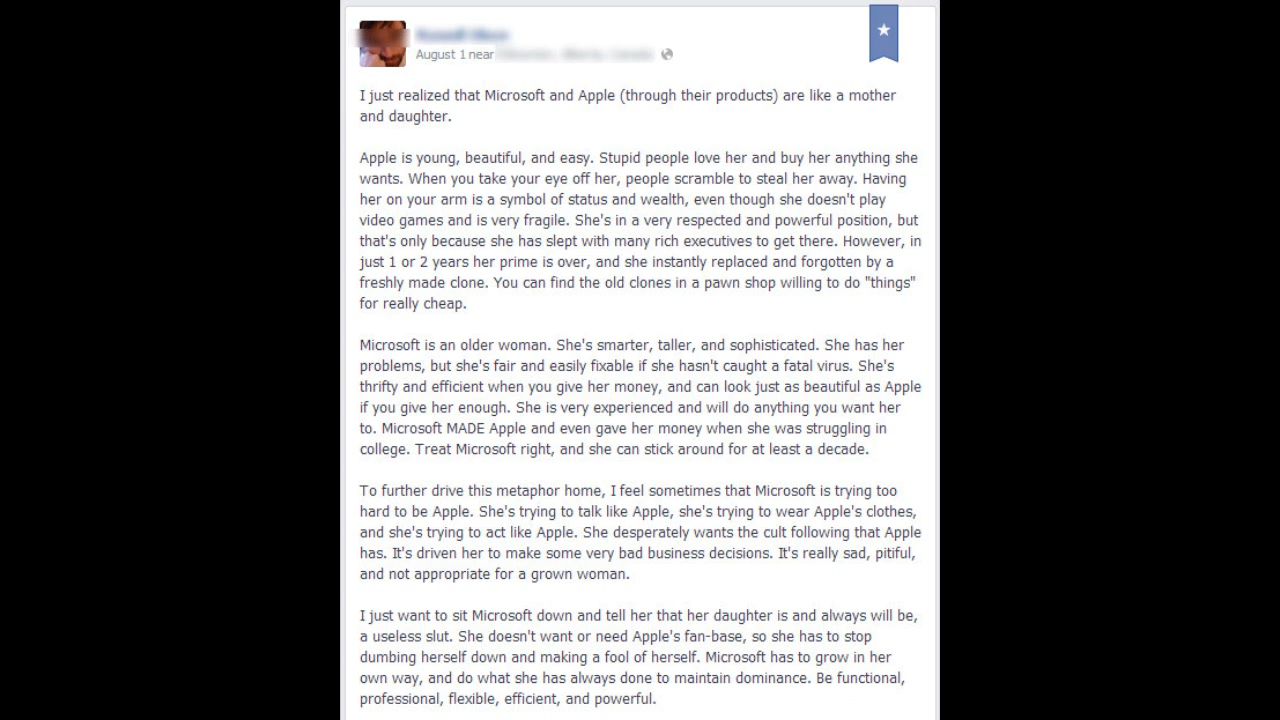 August 1 near
I just realized that Microsoft and Apple (through their products) are like a mother
and daughter.
Apple is young, beautiful, and easy. Stupid people love her and buy her anything she
wants. When you take your eye off her, people scramble to steal her away. Having
her on your arm is a symbol of status and wealth, even though she doesn't play
video games and is very fragile. She's in a very respected and powerful position, but
that's only because she has slept with many rich executives to get there. However, in
just 1 or 2 years her prime is over, and she instantly replaced and forgotten by a
freshly made clone. You can find the old clones in a pawn shop willing to do "things"
for really cheap.
Microsoft is an older woman. She's smarter, taller, and sophisticated. She has her
problems, but she's fair and easily fixable if she hasn't caught a fatal virus. She's
thrifty and efficient when you give her money, and can look just as beautiful as Apple
if you give her enough. She is very experienced and will do anything you want her
to. Microsoft MADE Apple and even gave her money when she was struggling in
college. Treat Microsoft right, and she can stick around for at least a decade.
To further drive this metaphor home, I feel sometimes that Microsoft is trying too
hard to be Apple. She's trying to talk like Apple, she's trying to wear Apple's clothes,
and she's trying to act like Apple. She desperately wants the cult following that Apple
has. It's driven her to make some very bad business decisions. It's really sad, pitiful,
and not appropriate for a grown woman.
I just want to sit Microsoft down and tell her that her daughter is and always will be,
a useless slut. She doesn't want or need Apple's fan-base, so she has to stop
dumbing herself down and making a fool of herself. Microsoft has to grow in her
own way, and do what she has always done to maintain dominance. Be functional,
professional, flexible, efficient, and powerful.